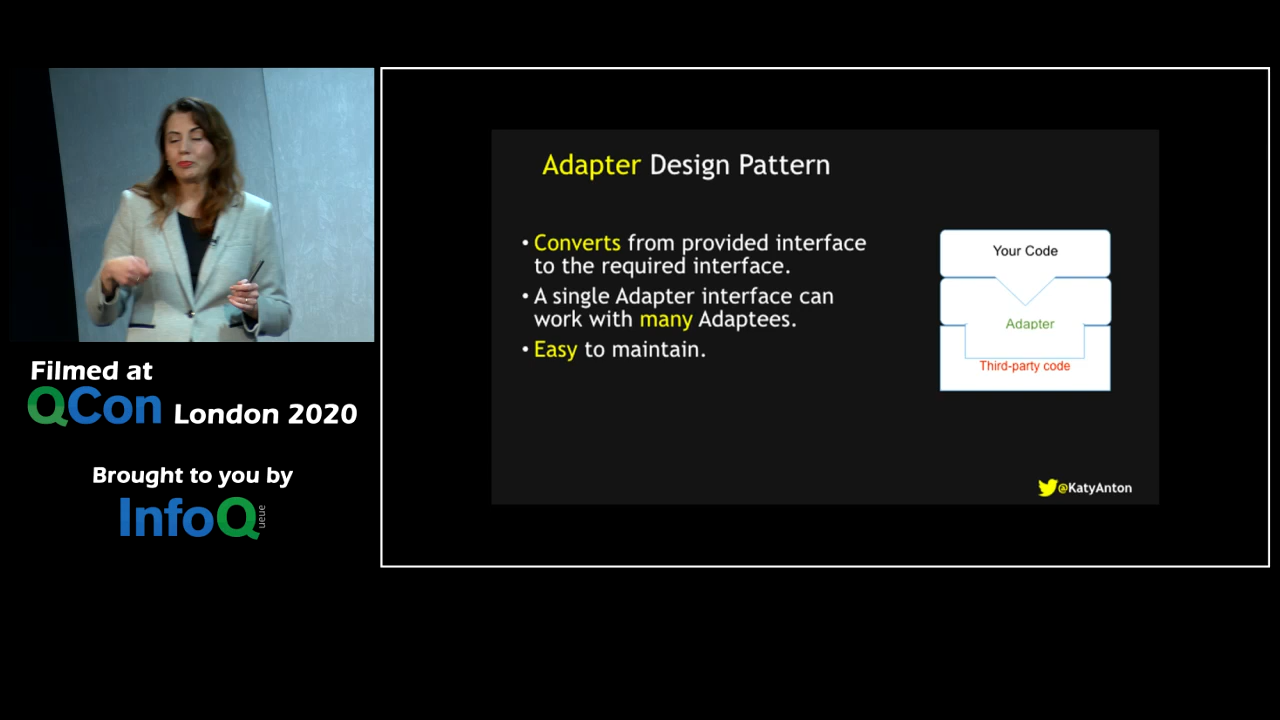 Adapter Design Pattern
• Converts from provided interface
to the required interface.
• A single Adapter interface can
work with many Adaptees.
• Easy to maintain.
Your Code
Adapter
Third-party code
@KatyAnton
Filmed at
QCon London 2020
Brought to you by
InfoQ
ueue